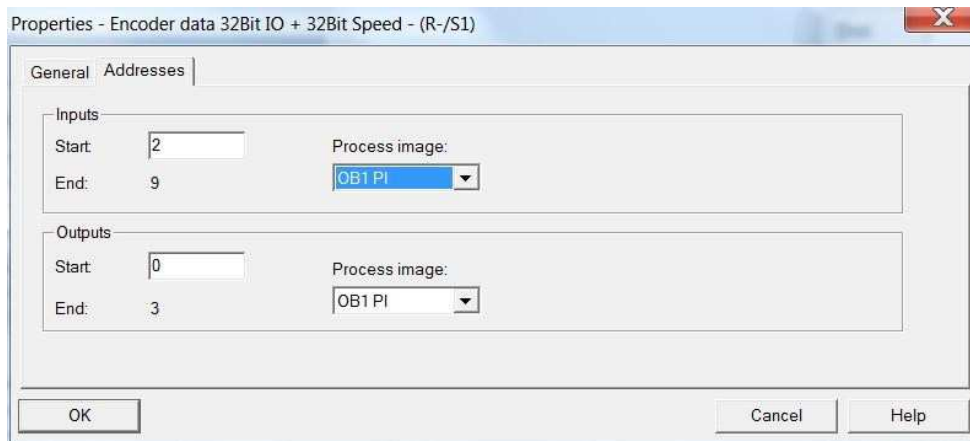 Properties - Encoder data 32Bit IO + 32Bit Speed - (R-/S1)
General Addresses
Inputs
Start: 2 Process image:
End: 9 OB1 PI
Outputs
Start: 0 Process image:
End: 3 OB1 PI
OK Cancel Help